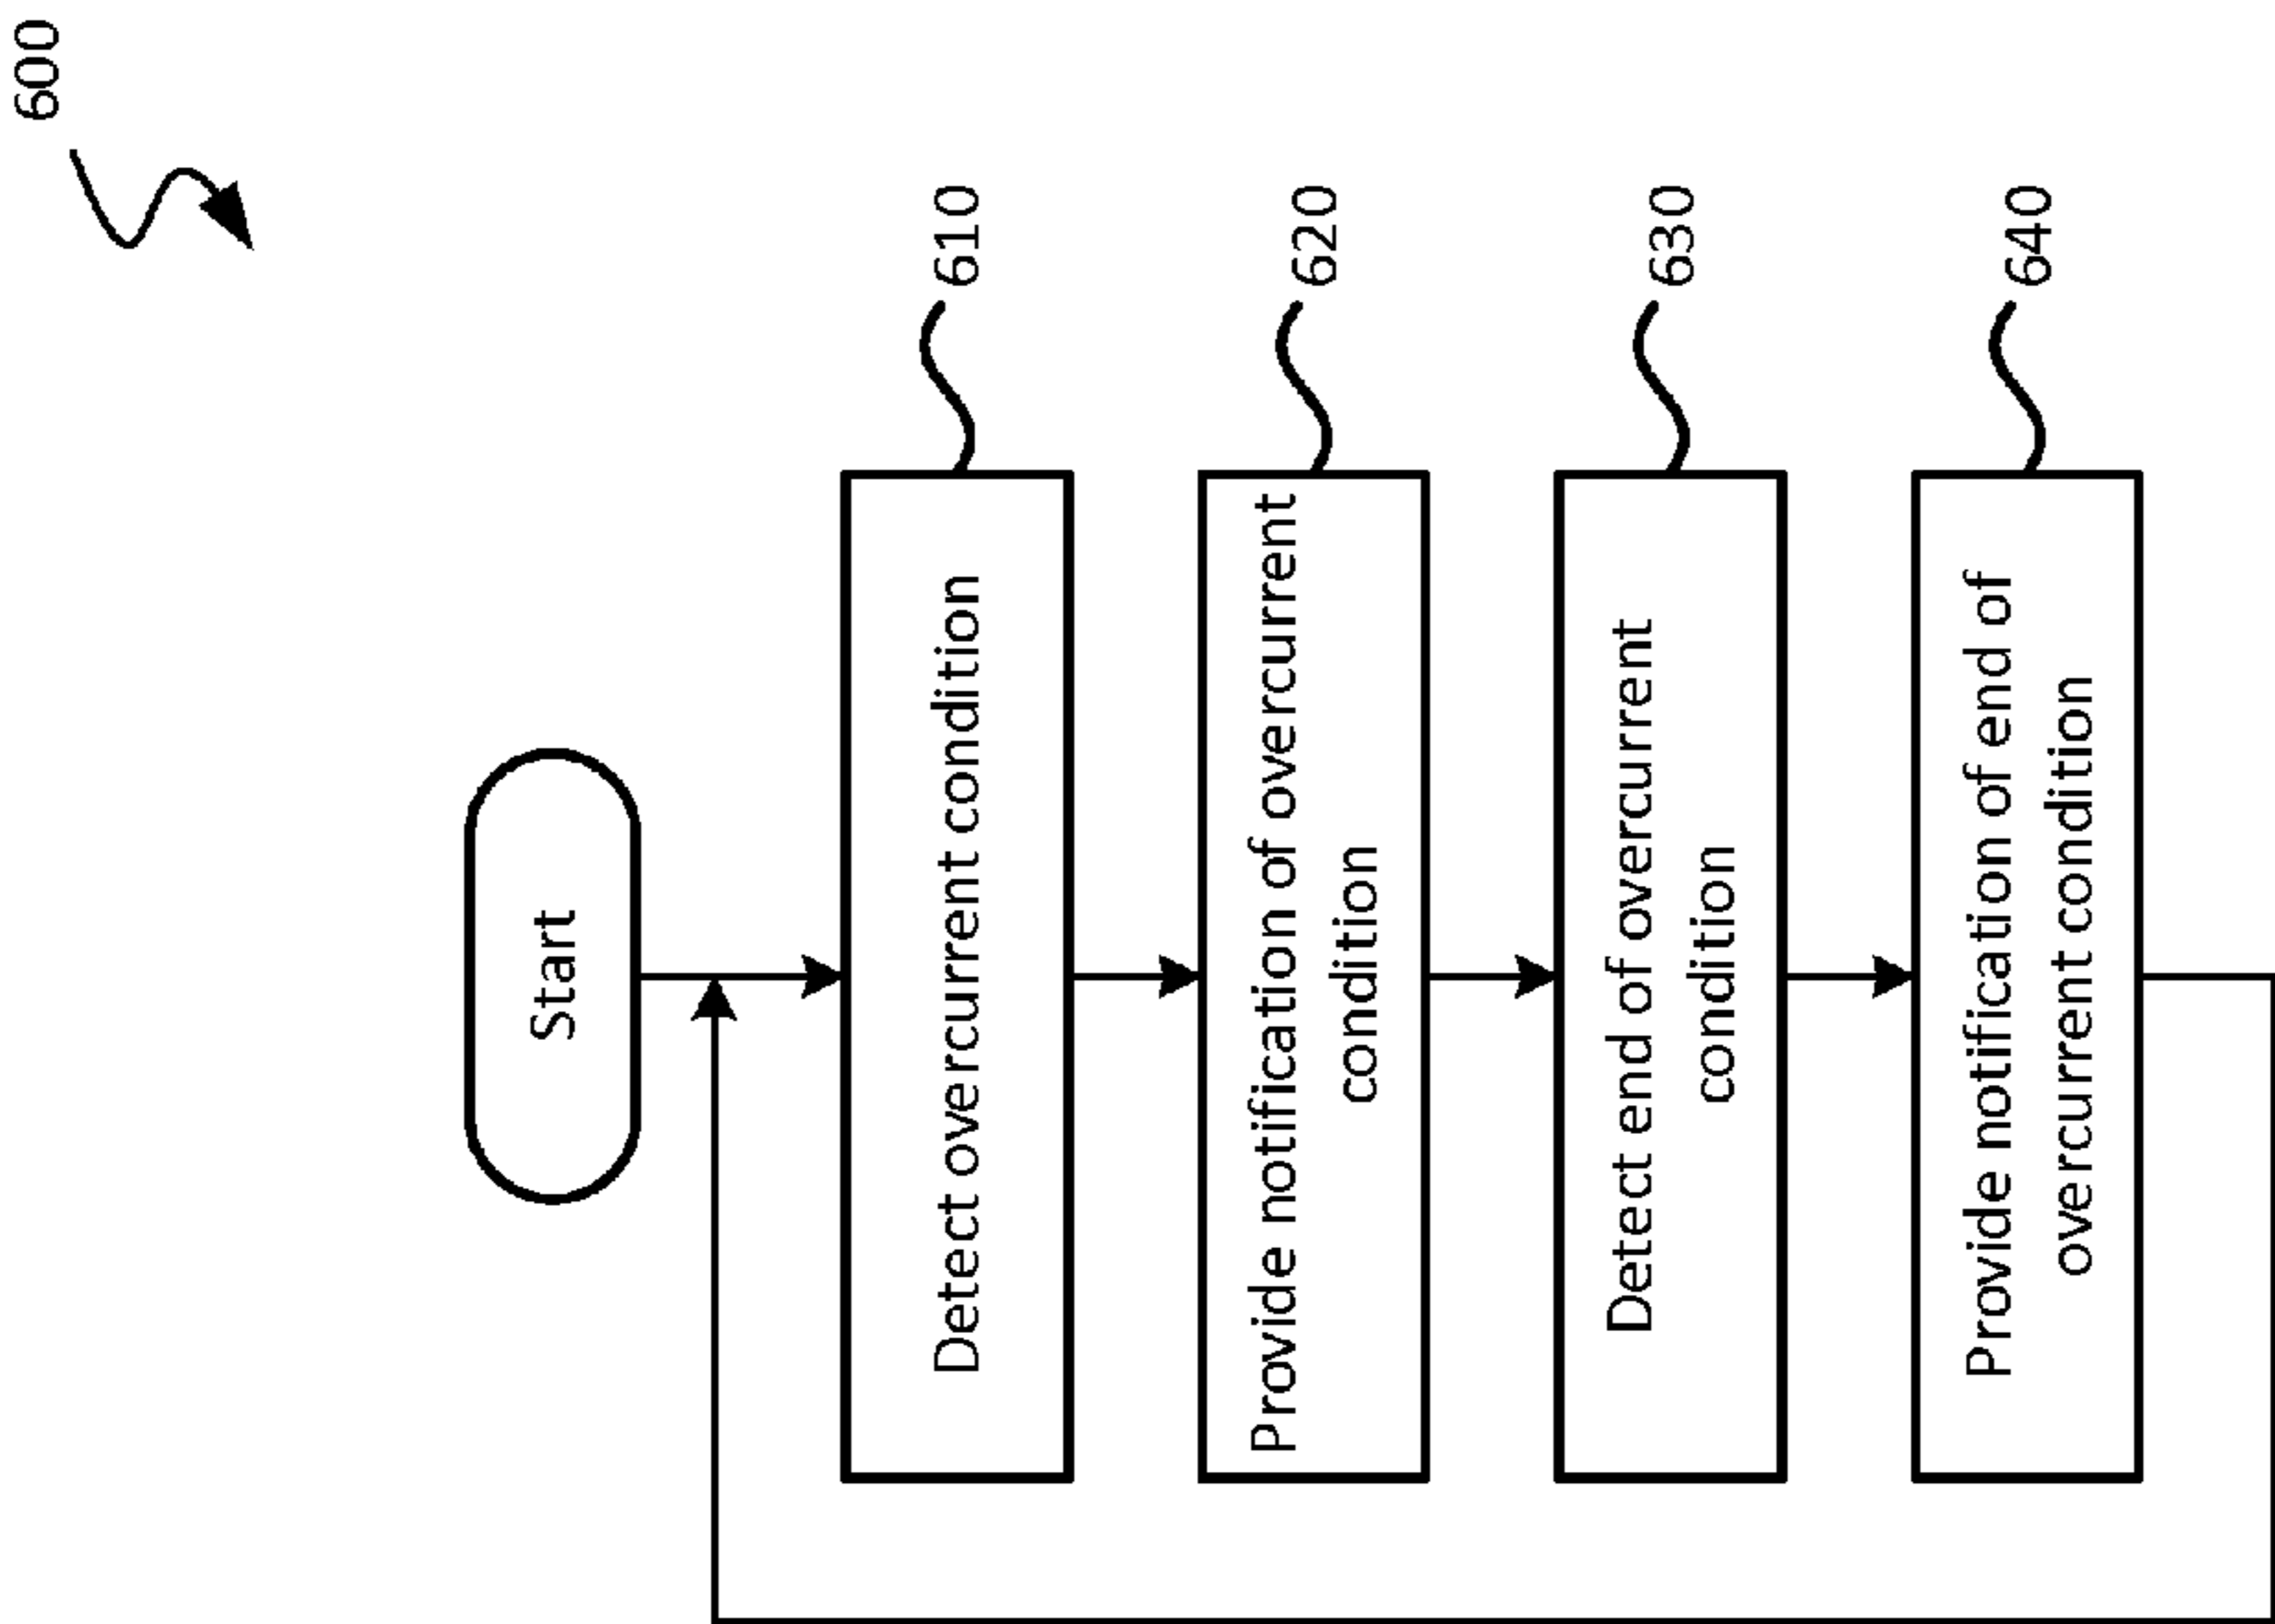 600
Start
Detect overcurrent condition
610
Provide notification of overcurrent
condition
620
Detect end of overcurrent
condition
630
Provide notification of end of
overcurrent condition
640